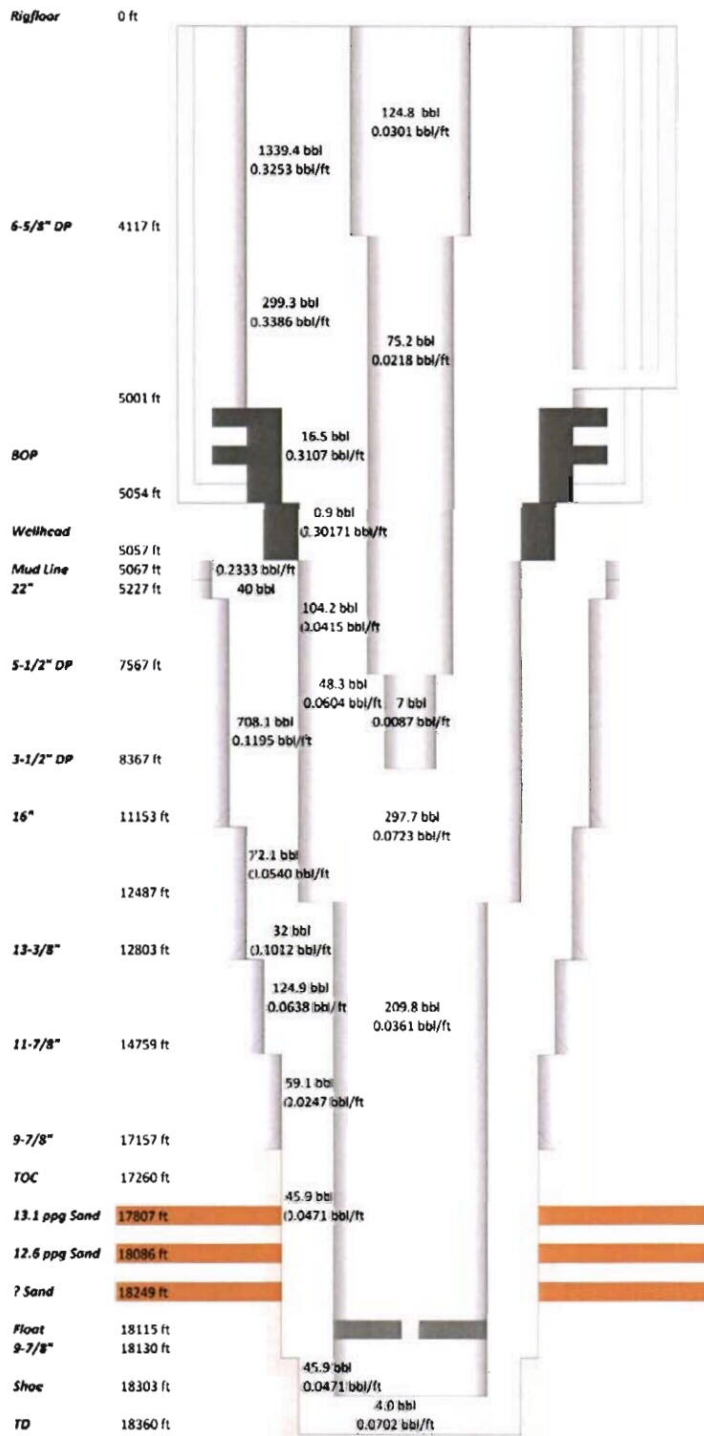 Rigfloor 0 ft
124.8 bbl
0.0301 bbl/ft
1339.4 bbl
0.3253 bbl/ft
6-5/8" DP 4117 ft
299.3 bbl
0.3386 bbl/ft
75.2 bbl
0.0218 bbl/ft
5001 ft
16.5 bbl
0.3107 bbl/ft
BOP
5054 ft
0.9 bbl
0.30171 bbl/ft
Wellhead
5057 ft
Mud Line 5067 ft 0.2333 bbl/ft
22" 5227 ft 40 bbl
104.2 bbl
0.0415 bbl/ft
5-1/2" DP 7567 ft
48.3 bbl
0.0604 bbl/ft
7 bbl
0.0087 bbl/ft
708.1 bbl
0.1195 bbl/ft
3-1/2" DP 8367 ft
16" 11153 ft
297.7 bbl
0.0723 bbl/ft
72.1 bbl
0.0540 bbl/ft
12487 ft
32 bbl
0.1012 bbl/ft
13-3/8" 12803 ft
124.9 bbl
0.0638 bbl/ft
209.8 bbl
0.0361 bbl/ft
11-7/8" 14759 ft
59.1 bbl
0.0247 bbl/ft
9-7/8" 17157 ft
TOC 17260 ft
45.9 bbl
0.0471 bbl/ft
13.1 ppg Sand 17807 ft
12.6 ppg Sand 18086 ft
? Sand 18249 ft
Float 18115 ft
9-7/8" 18130 ft
45.9 bbl
0.0471 bbl/ft
Shoe 18303 ft
4.0 bbl
0.0702 bbl/ft
TD 18360 ft